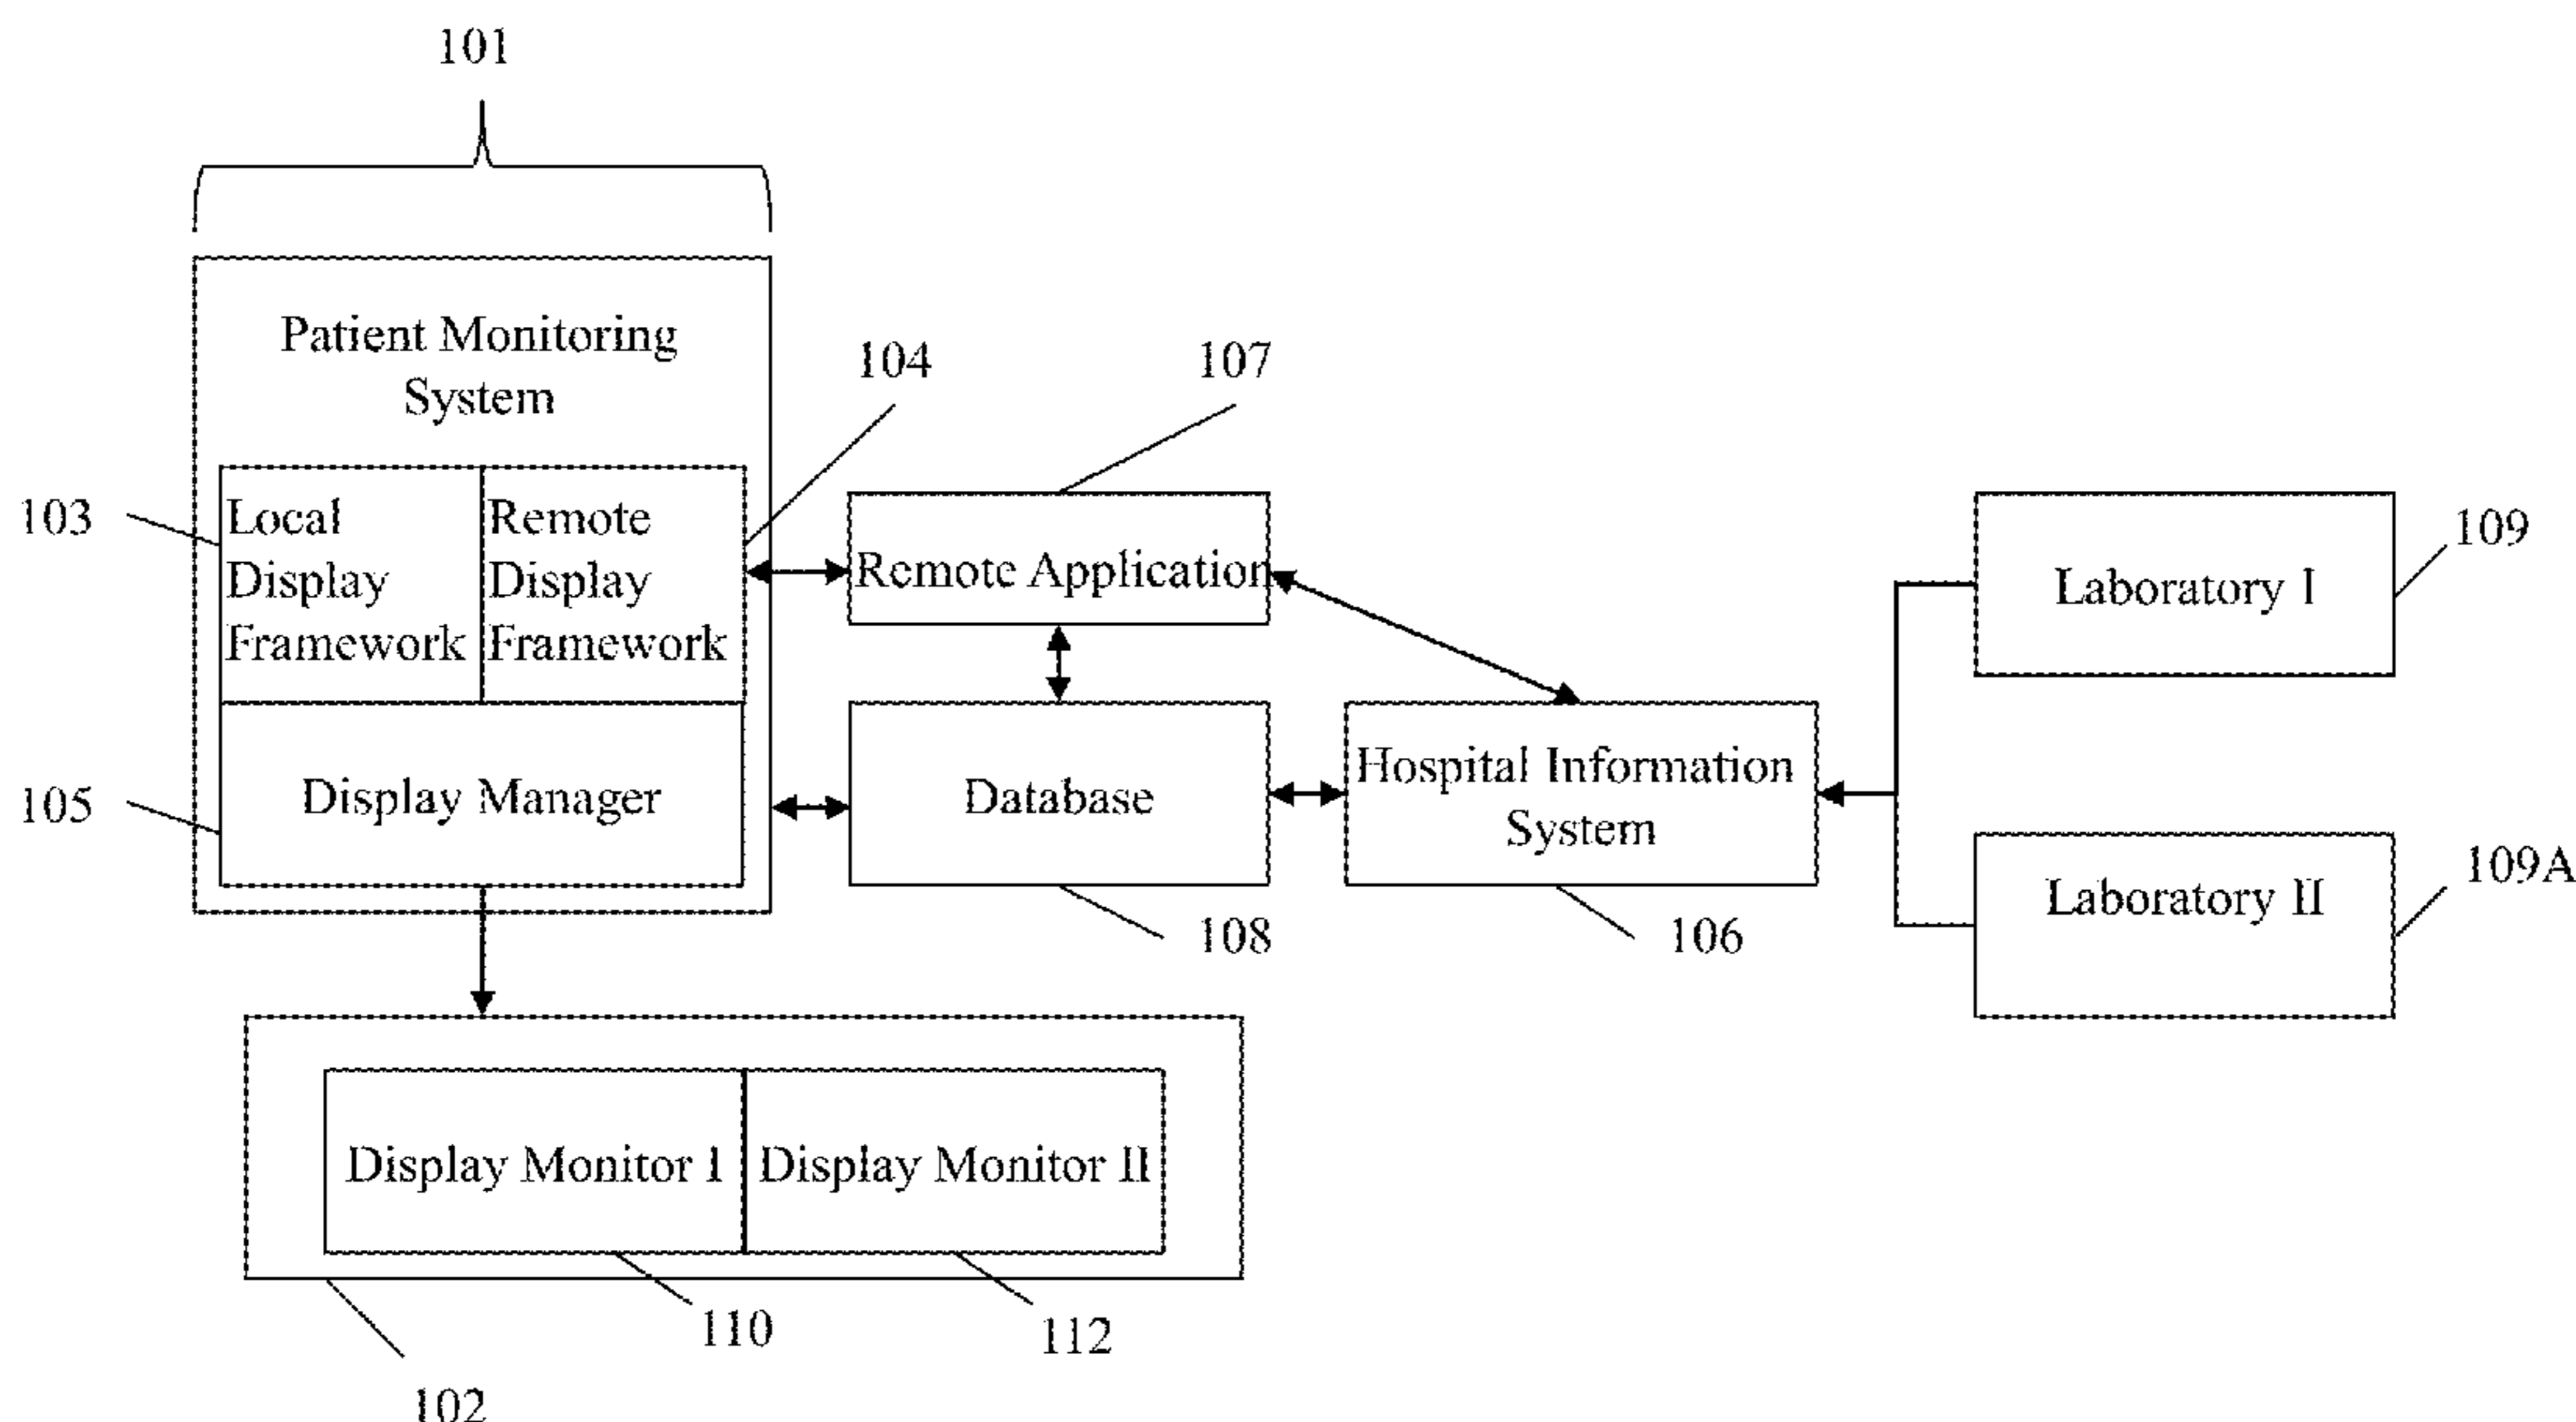 101
Patient Monitoring
System
104
107
103
Local
Display
Framework
Remote
Display
Framework
Remote Application
Laboratory I
109
105
Display Manager
Database
Hospital Information
System
Laboratory II
109A
108
106
Display Monitor I
Display Monitor II
110
112
102